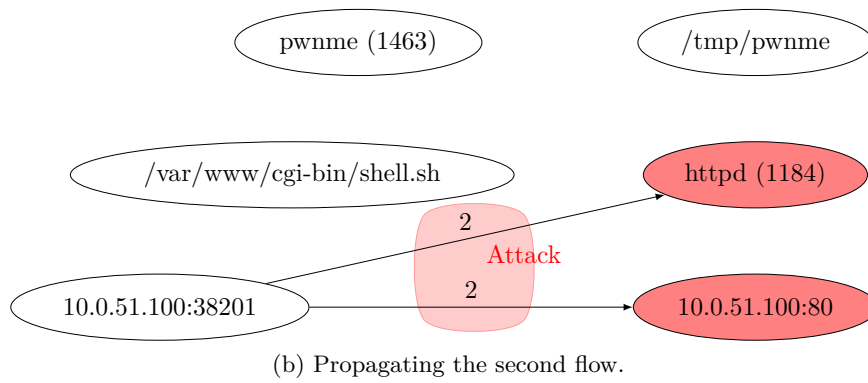 pwnme (1463)
/tmp/pwnme
/var/www/cgi-bin/shell.sh
httpd (1184)
2
Attack
10.0.51.100:38201
2
10.0.51.100:80
(b) Propagating the second flow.